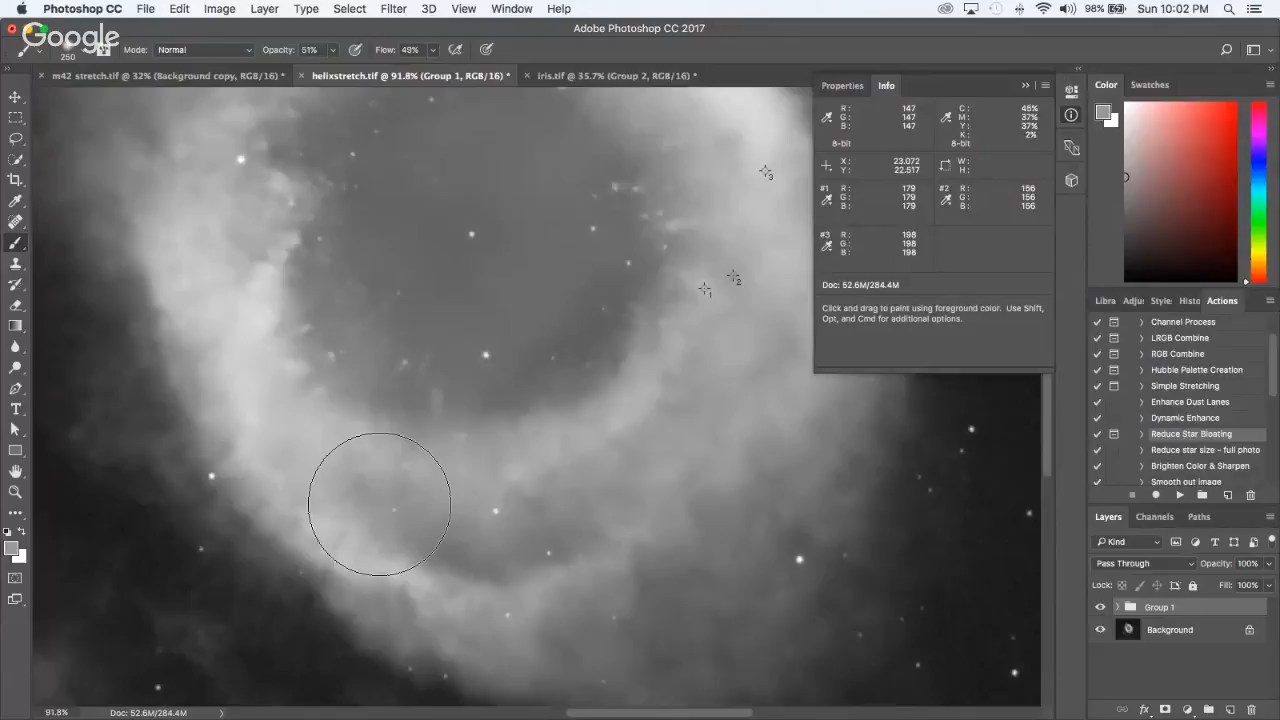 Photoshop CC File Edit Image Layer Type Select Filter 3D View Window Help 98% Sun 10:02 PM
Adobe Photoshop CC 2017
Google
250 Mode: Normal Opacity: 51% Flow: 49%
× m42 stretch.tif @ 32% (Background copy, RGB/16) * × helixstretch.tif @ 91.8% (Group 1, RGB/16) * × iris.tif @ 35.7% (Group 2, RGB/16) *
Properties Info
R: 147 C: 45%
G: 147 M: 37%
B: 147 Y: 37%
K: 2%
8-bit 8-bit
X: 23.072 W:
Y: 22.517 H:
#1 R: 179 #2 R: 156
G: 179 G: 156
B: 179 B: 156
#3 R: 198
G: 198
B: 198
Doc: 52.6M/284.4M
Click and drag to paint using foreground color. Use Shift,
Opt, and Cmd for additional options.
3
2
1
Color Swatches
Libra Adju: Style: Histo Actions
Channel Process
LRGB Combine
RGB Combine
Hubble Palette Creation
Simple Stretching
Enhance Dust Lanes
Dynamic Enhance
Reduce Star Bloating
Reduce star size - full photo
Brighten Color & Sharpen
Smooth out image
Layers Channels Paths
Kind
Pass Through Opacity: 100%
Lock: Fill: 100%
Group 1
Background
91.8% Doc: 52.6M/284.4M